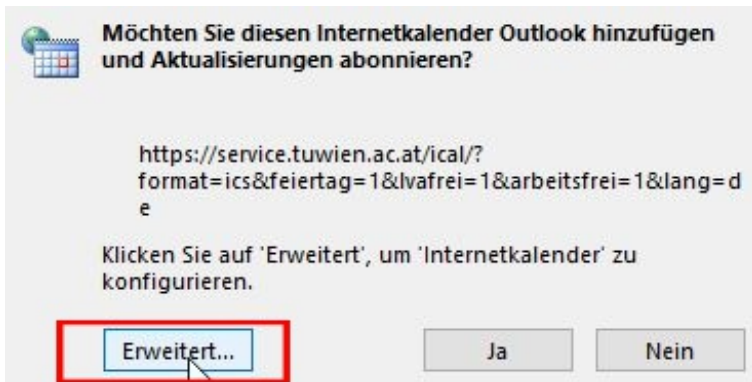 Möchten Sie diesen Internetkalender Outlook hinzufügen
und Aktualisierungen abonnieren?
https://service.tuwien.ac.at/ical/?
format=ics&feiertag=1&lvafrei=1&arbeitsfrei=1&lang=d
e
Klicken Sie auf 'Erweitert', um 'Internetkalender' zu
konfigurieren.
Erweitert... Ja Nein